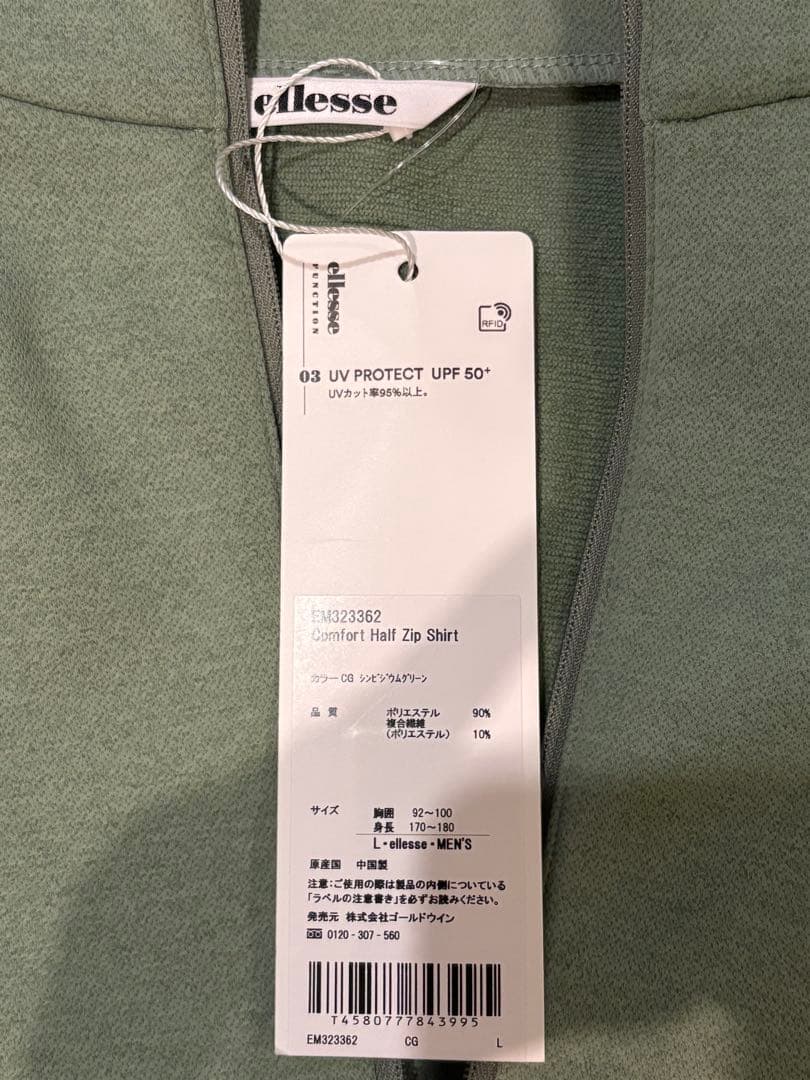 ellesse
ellesse
FUNCTION
RFID
03 UV PROTECT UPF 50+
UVカット率95%以上。
EM323362
Comfort Half Zip Shirt
カラー CG シンビジウムグリーン
品 質 ポリエステル 90%
複合繊維
(ポリエステル) 10%
サイズ 胸囲 92～100
身長 170～180
L・ellesse・MEN'S
原産国 中国製
注意：ご使用の際は製品の内側についている
「ラベルの注意書き」を必ずお読みください。
発売元 株式会社ゴールドウイン
0120-307-560
T4580777843995
EM323362 CG L